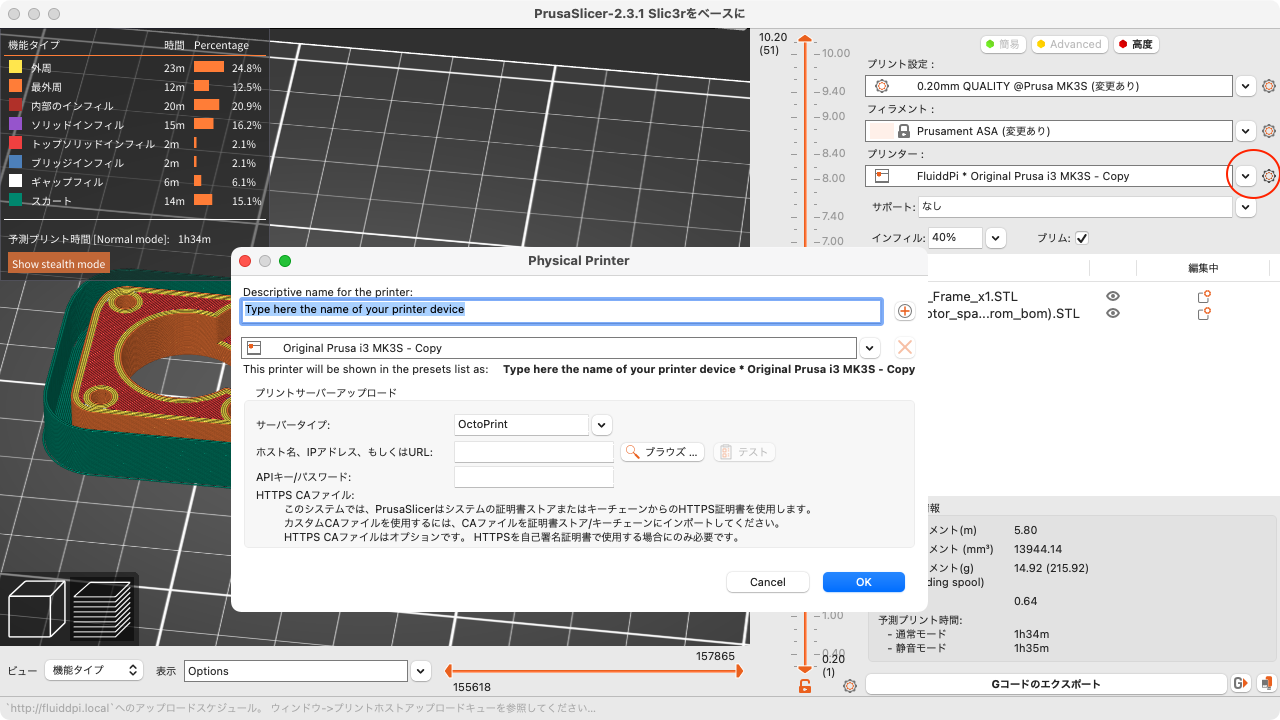 PrusaSlicer-2.3.1 Slic3rをベースに
機能タイプ 時間 Percentage
外周 23m 24.8%
最外周 12m 12.5%
内部のインフィル 20m 20.9%
ソリッドインフィル 15m 16.2%
トップソリッドインフィル 2m 2.1%
ブリッジインフィル 2m 2.1%
ギャップフィル 6m 6.1%
スカート 14m 15.1%
予測プリント時間 [Normal mode]: 1h34m
Show stealth mode
10.20
(51)
10.00
9.40
9.00
8.40
8.00
7.40
7.00
簡易 Advanced 高度
プリント設定 :
0.20mm QUALITY @Prusa MK3S (変更あり)
フィラメント :
Prusament ASA (変更あり)
プリンター :
FluiddPi * Original Prusa i3 MK3S - Copy
サポート: なし
インフィル: 40% ブリム:
編集中
_Frame_x1.STL
otor_spa...rom_bom).STL
Physical Printer
Descriptive name for the printer:
Type here the name of your printer device
Original Prusa i3 MK3S - Copy
This printer will be shown in the presets list as: Type here the name of your printer device * Original Prusa i3 MK3S - Copy
プリントサーバーアップロード
サーバータイプ: OctoPrint
ホスト名、IPアドレス、もしくはURL: ブラウズ ... テスト
APIキー/パスワード:
HTTPS CAファイル:
このシステムでは、PrusaSlicerはシステムの証明書ストアまたはキーチェーンからのHTTPS証明書を使用します。
カスタムCAファイルを使用するには、CAファイルを証明書ストア/キーチェーンにインポートしてください。
HTTPS CAファイルはオプションです。 HTTPSを自己署名証明書で使用する場合にのみ必要です。
Cancel OK
情報
メント(m) 5.80
メント (mm³) 13944.14
メント(g) 14.92 (215.92)
ding spool)
0.64
予測プリント時間:
- 通常モード 1h34m
- 静音モード 1h35m
1.00
0.40
0.20
(1)
ビュー 機能タイプ 表示 Options
157865
155618
Gコードのエクスポート
G
`http://fluiddpi.local`へのアップロードスケジュール。 ウィンドウ->プリントホストアップロードキューを参照してください...